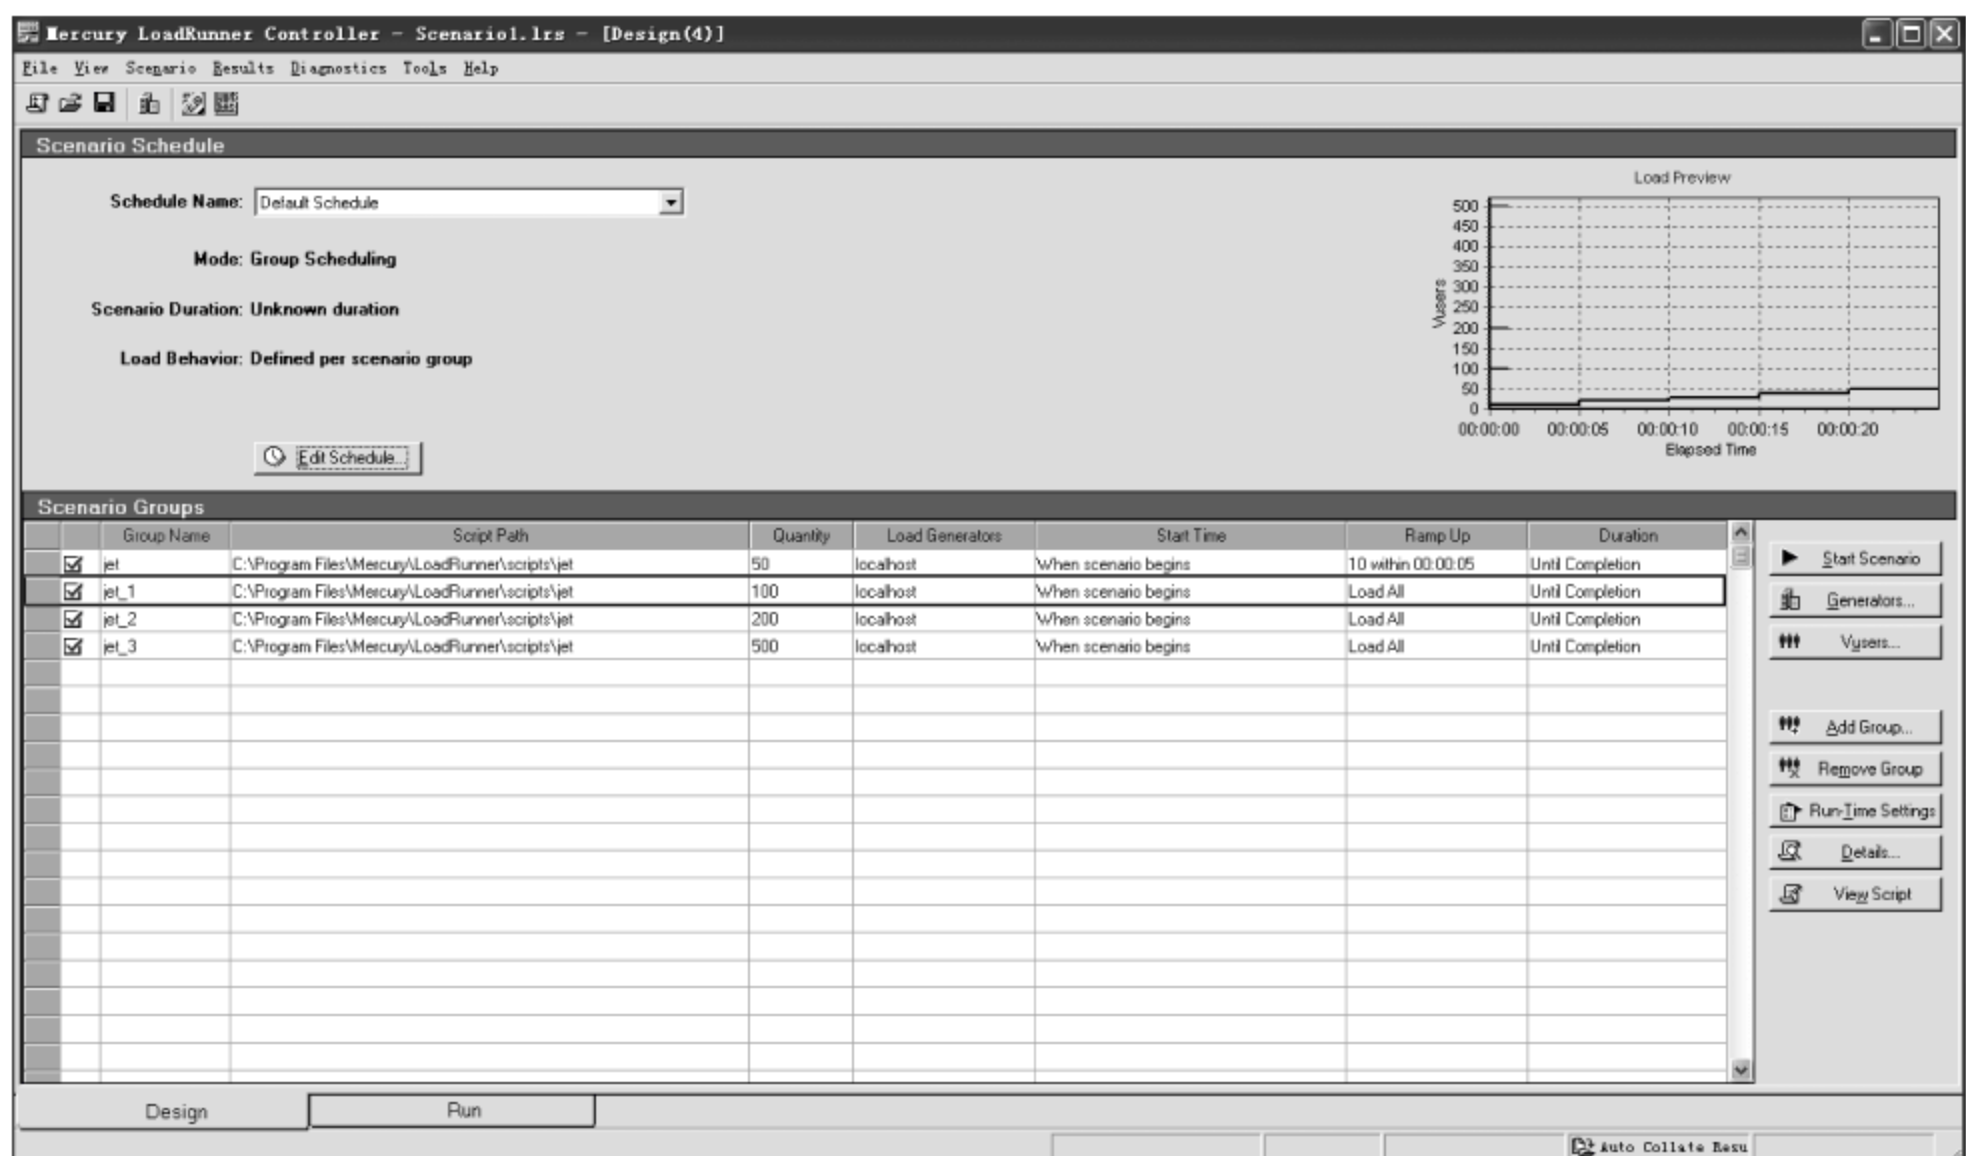 Mercury LoadRunner Controller - Scenario1.lrs - [Design(4)]
File View Scenario Results Diagnostics Tools Help
Scenario Schedule
Schedule Name: Default Schedule
Mode: Group Scheduling
Scenario Duration: Unknown duration
Load Behavior: Defined per scenario group
Edit Schedule...
Load Preview
Vusers
500
450
400
350
300
250
200
150
100
50
0
00:00:00 00:00:05 00:00:10 00:00:15 00:00:20
Elapsed Time
Scenario Groups
Group Name Script Path Quantity Load Generators Start Time Ramp Up Duration
jet C:\Program Files\Mercury\LoadRunner\scripts\jet 50 localhost When scenario begins 10 within 00:00:05 Until Completion
jet_1 C:\Program Files\Mercury\LoadRunner\scripts\jet 100 localhost When scenario begins Load All Until Completion
jet_2 C:\Program Files\Mercury\LoadRunner\scripts\jet 200 localhost When scenario begins Load All Until Completion
jet_3 C:\Program Files\Mercury\LoadRunner\scripts\jet 500 localhost When scenario begins Load All Until Completion
Start Scenario
Generators...
Vusers...
Add Group...
Remove Group
Run-Time Settings
Details...
View Script
Design Run
Auto Collate Resu